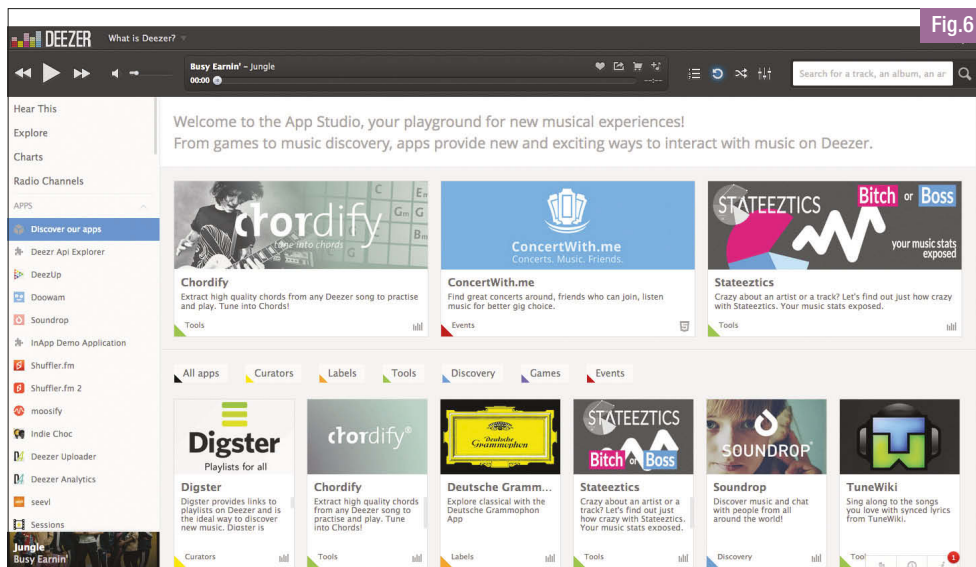 Fig.6
DEEZER What is Deezer?
Busy Earnin' – Jungle
00:00
--:--
Search for a track, an album, an ar
Hear This
Explore
Charts
Radio Channels
APPS
Discover our apps
Deezr Api Explorer
DeezUp
Doowam
Soundrop
InApp Demo Application
Shuffler.fm
Shuffler.fm 2
moosify
Indie Choc
Deezer Uploader
Deezer Analytics
seevl
Sessions
Jungle
Busy Earnin'
Welcome to the App Studio, your playground for new musical experiences!
From games to music discovery, apps provide new and exciting ways to interact with music on Deezer.
C E
Em G
Gm G
Bm
chordify
tune into chords
Chordify
Extract high quality chords from any Deezer song to practise
and play. Tune into Chords!
Tools
ConcertWith.me
Concerts. Music. Friends.
ConcertWith.me
Find great concerts around, friends who can join, listen
music for better gig choice.
Events
STATEEZTICS
Bitch or Boss
your music stats
exposed
Stateeztics
Crazy about an artist or a track? Let's find out just how crazy
with Stateeztics. Your music stats exposed.
Tools
All apps Curators Labels Tools Discovery Games Events
Digster
Playlists for all
Digster
Digster provides links to
playlists on Deezer and is
the ideal way to discover
new music. Digster is
Curators
chordify®
Chordify
Extract high quality chords
from any Deezer song to
practise and play. Tune
into Chords!
Tools
Deutsche
Grammophon
Deutsche Gramm...
Explore classical with the
Deutsche Grammophon
App
Labels
STATEEZTICS
Bitch or Boss
Stateeztics
Crazy about an artist or a
track? Let's find out just
how crazy with Stateeztics.
Your music stats exposed.
Tools
SOUNDROP
Soundrop
Discover music and chat
with people from all
around the world!
Discovery
TuneWiki
Sing along to the songs
you love with synced lyrics
from TuneWiki.
Tool
1